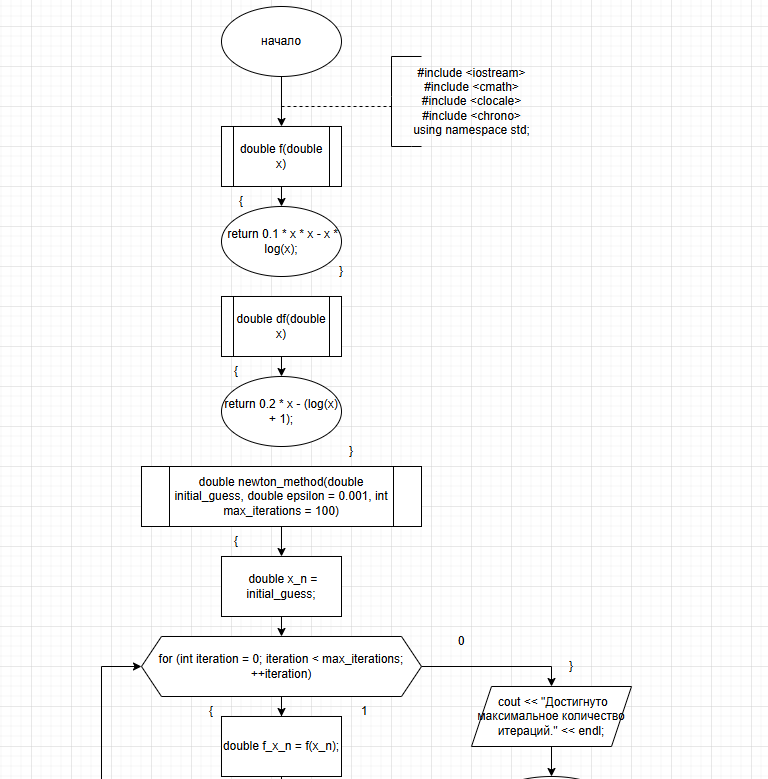 начало
#include <iostream>
#include <cmath>
#include <clocale>
#include <chrono>
using namespace std;
double f(double
x)
{
return 0.1 * x * x - x *
log(x);
}
double df(double
x)
{
return 0.2 * x - (log(x)
+ 1);
}
double newton_method(double
initial_guess, double epsilon = 0.001, int
max_iterations = 100)
{
double x_n =
initial_guess;
for (int iteration = 0; iteration < max_iterations;
++iteration)
0
}
cout << "Достигнуто
максимальное количество
итераций." << endl;
{
1
double f_x_n = f(x_n);